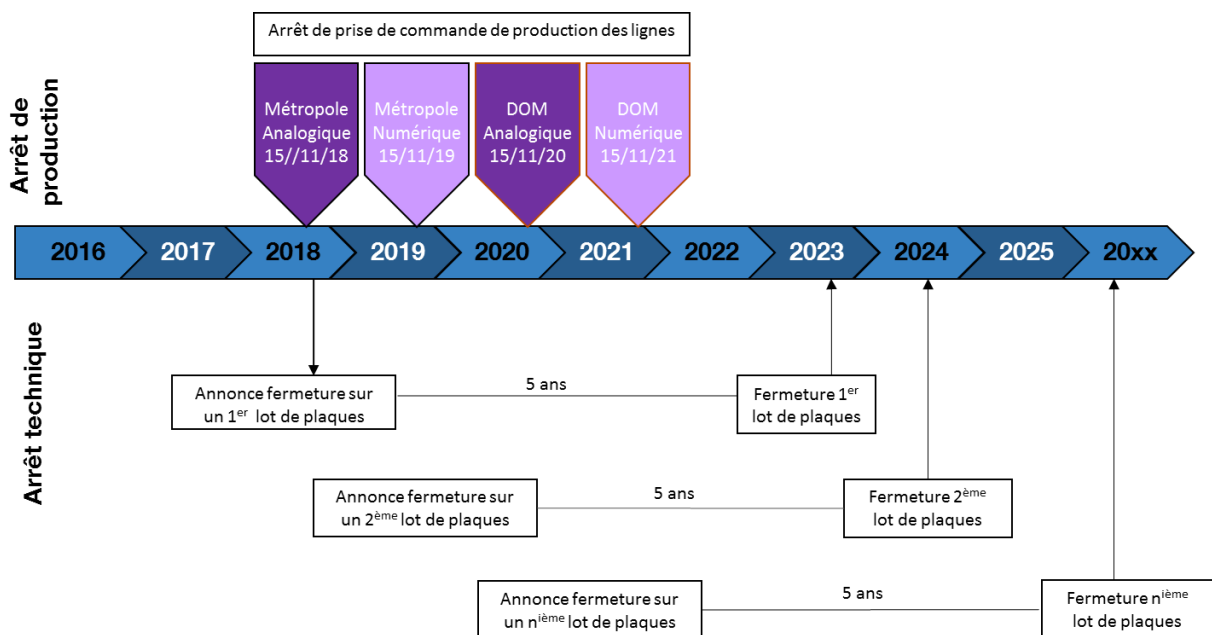 Arrêt de prise de commande de production des lignes
Arrêt de
production
Métropole
Analogique
15//11/18
Métropole
Numérique
15/11/19
DOM
Analogique
15/11/20
DOM
Numérique
15/11/21
2016
2017
2018
2019
2020
2021
2022
2023
2024
2025
20xx
Arrêt technique
Annonce fermeture sur
un 1er lot de plaques
5 ans
Fermeture 1er
lot de plaques
Annonce fermeture sur
un 2ème lot de plaques
5 ans
Fermeture 2ème
lot de plaques
Annonce fermeture sur
un nième lot de plaques
5 ans
Fermeture nième
lot de plaques